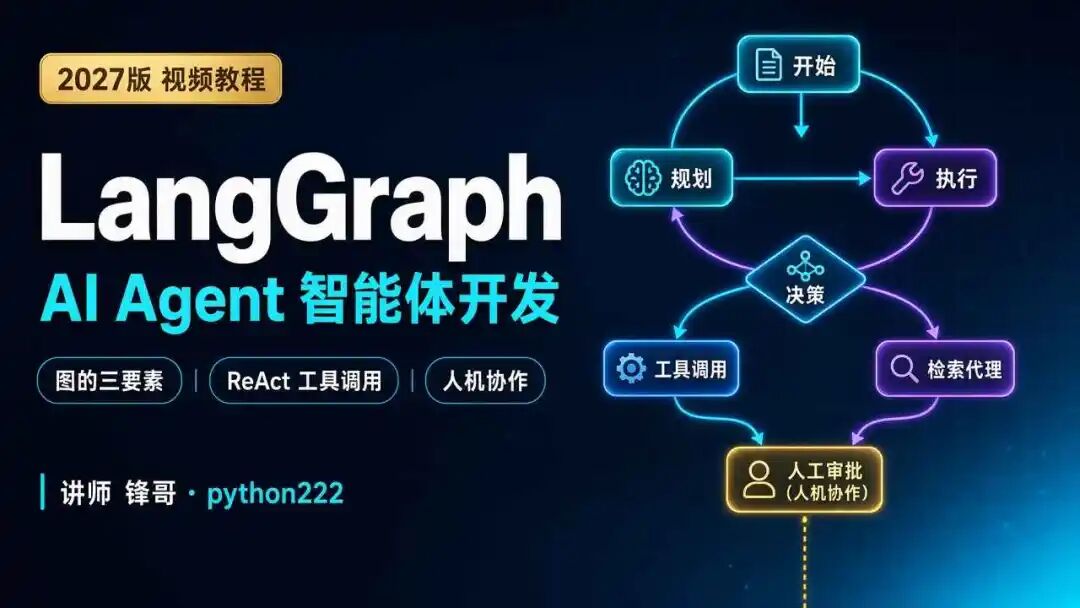 2027版 视频教程
LangGraph
AI Agent 智能体开发
图的三要素 | ReAct 工具调用 | 人机协作
讲师 锋哥 · python222
开始
规划
执行
决策
工具调用
检索代理
人工审批
(人机协作)